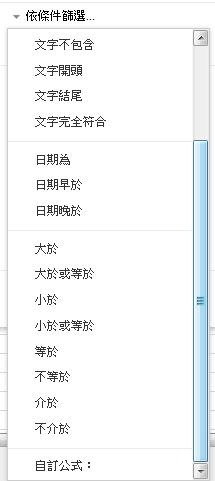 依條件篩選...
文字不包含
文字開頭
文字結尾
文字完全符合
日期為
日期早於
日期晚於
大於
大於或等於
小於
小於或等於
等於
不等於
介於
不介於
自訂公式：